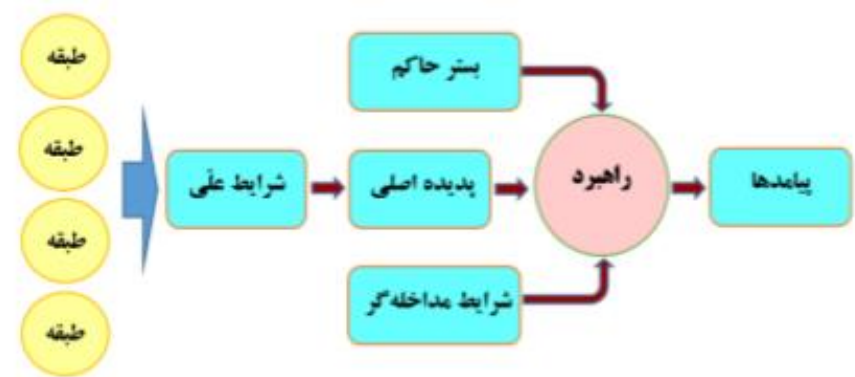 طبقه
طبقه
طبقه
طبقه
بستر حاکم
شرایط علّی
پدیده اصلی
راهبرد
پیامدها
شرایط مداخله‌گر